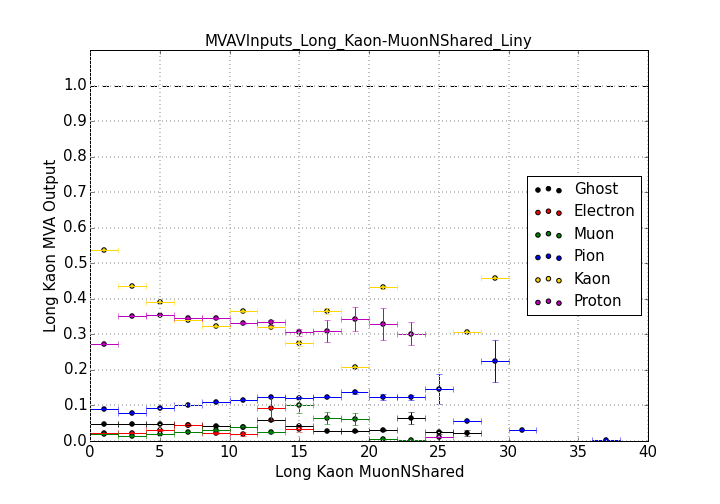 MVAVInputs_Long_Kaon-MuonNShared_Liny
1.0
0.9
0.8
0.7
0.6
0.5
0.4
0.3
0.2
0.1
0.0
Long Kaon MVA Output
Ghost
Electron
Muon
Pion
Kaon
Proton
0 5 10 15 20 25 30 35 40
Long Kaon MuonNShared